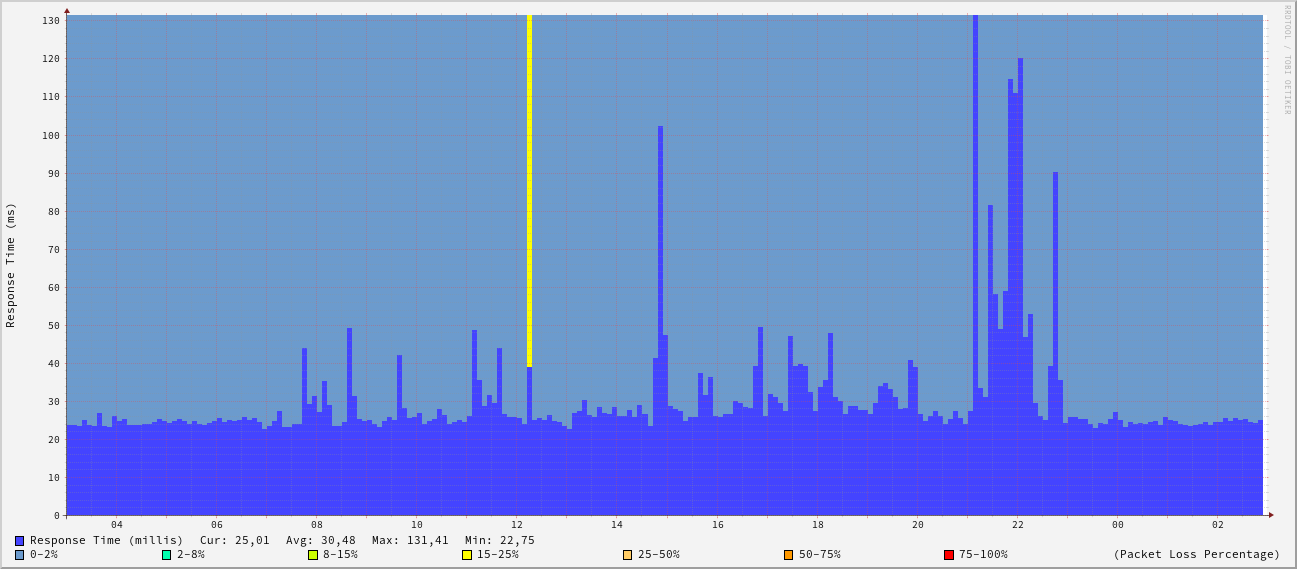 RRDTOOL / TOBI OETIKER
Response Time (ms)
130
120
110
100
90
80
70
60
50
40
30
20
10
0
04 06 08 10 12 14 16 18 20 22 00 02
Response Time (millis) Cur: 25,01 Avg: 30,48 Max: 131,41 Min: 22,75
0-2% 2-8% 8-15% 15-25% 25-50% 50-75% 75-100% (Packet Loss Percentage)